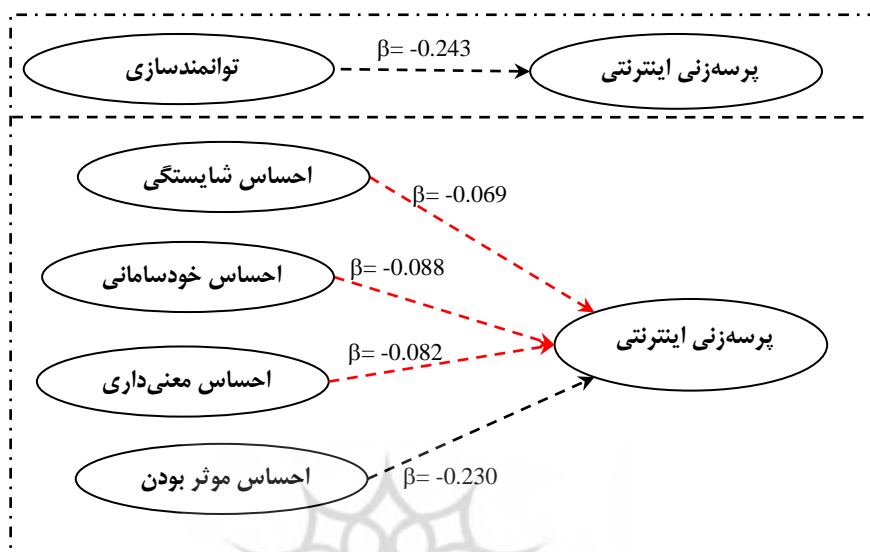 توانمندسازی
β= -0.243
پرسه‌زنی اینترنتی
احساس شایستگی
β= -0.069
احساس خودسامانی
β= -0.088
پرسه‌زنی اینترنتی
احساس معنی‌داری
β= -0.082
احساس موثر بودن
β= -0.230